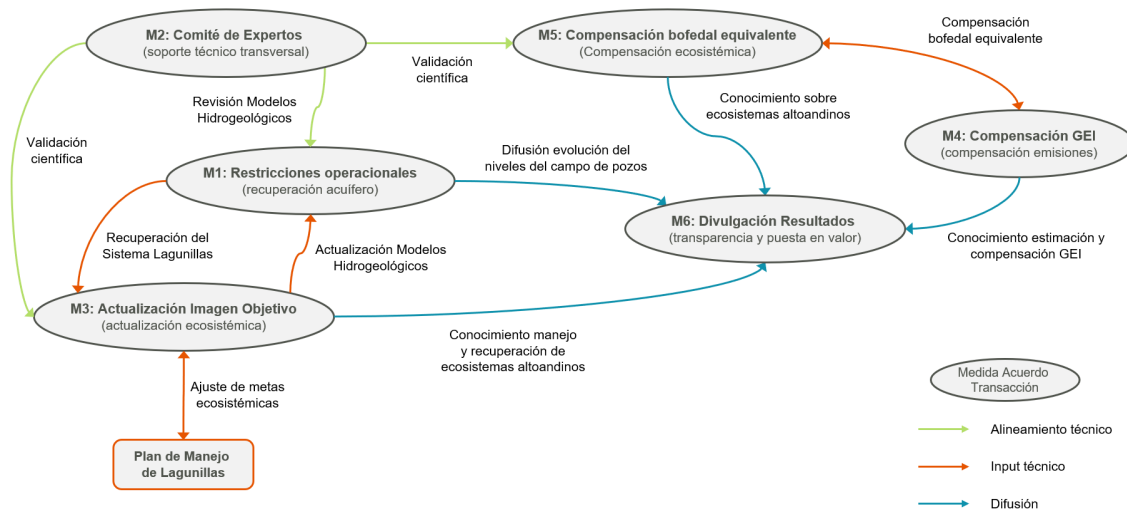 M2: Comité de Expertos
(soporte técnico transversal)
M5: Compensación bofedal equivalente
(Compensación ecosistémica)
Compensación
bofedal equivalente
Validación
científica
Revisión Modelos
Hidrogeológicos
Conocimiento sobre
ecosistemas altoandinos
Validación
científica
M4: Compensación GEI
(compensación emisiones)
M1: Restricciones operacionales
(recuperación acuífero)
Difusión evolución del
niveles del campo de pozos
M6: Divulgación Resultados
(transparencia y puesta en valor)
Recuperación del
Sistema Lagunillas
Actualización Modelos
Hidrogeológicos
Conocimiento estimación y
compensación GEI
M3: Actualización Imagen Objetivo
(actualización ecosistémica)
Conocimiento manejo
y recuperación de
ecosistemas altoandinos
Ajuste de metas
ecosistémicas
Plan de Manejo
de Lagunillas
Medida Acuerdo
Transacción
Alineamiento técnico
Input técnico
Difusión